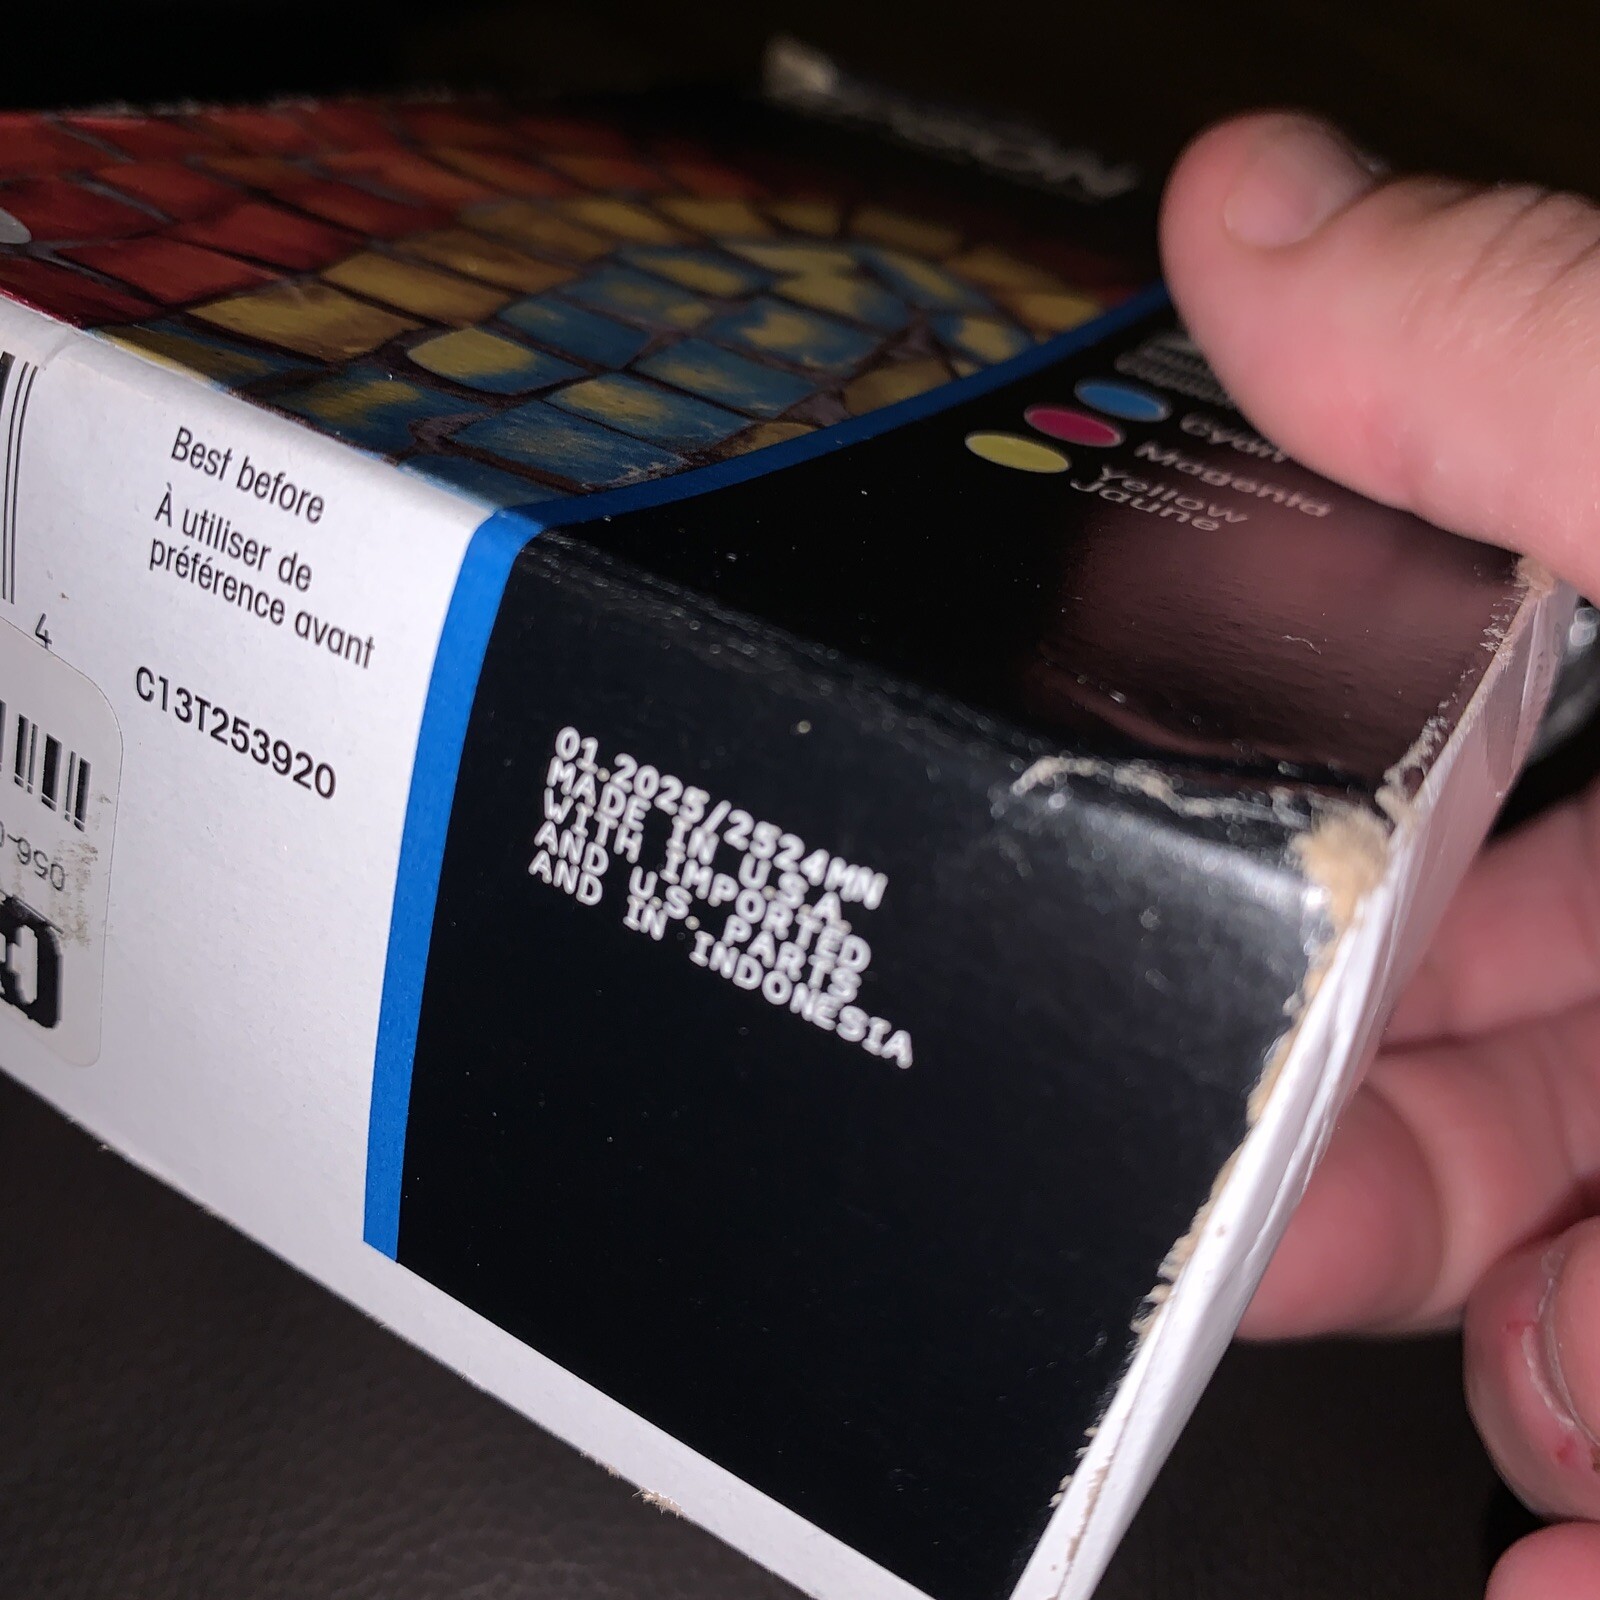 Cyan
Magenta
Yellow
Jaune
Best before
À utiliser de
préférence avant
4
C13T253920
01.2025/2524MN
MADE IN U.S.A.
WITH IMPORTED
AND U.S. PARTS
AND IN INDONESIA